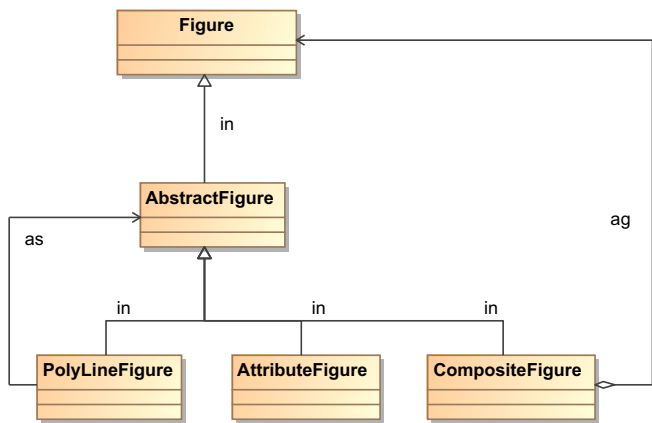 Figure
in
AbstractFigure
as
ag
in
in
in
PolyLineFigure
AttributeFigure
CompositeFigure